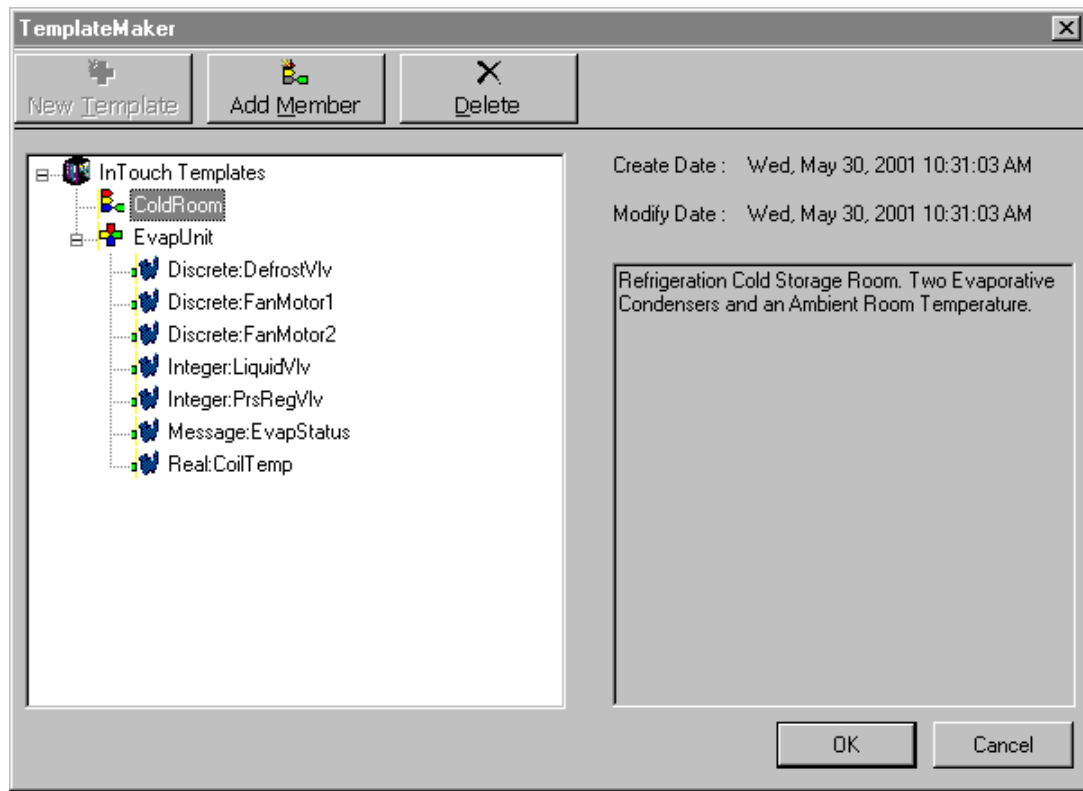 TemplateMaker
New Template
Add Member
Delete
InTouch Templates
ColdRoom
EvapUnit
Discrete:DefrostVlv
Discrete:FanMotor1
Discrete:FanMotor2
Integer:LiquidVlv
Integer:PrsRegVlv
Message:EvapStatus
Real:CoilTemp
Create Date : Wed, May 30, 2001 10:31:03 AM
Modify Date : Wed, May 30, 2001 10:31:03 AM
Refrigeration Cold Storage Room. Two Evaporative
Condensers and an Ambient Room Temperature.
OK
Cancel